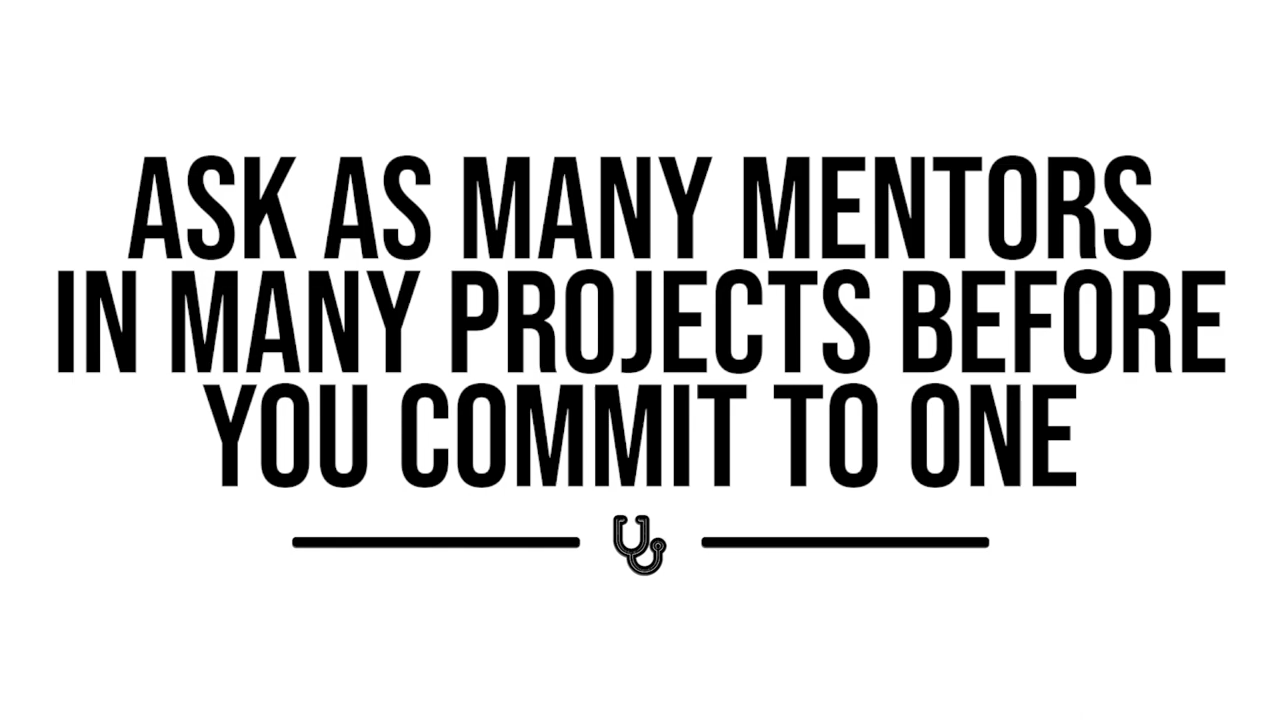 ASK AS MANY MENTORS
IN MANY PROJECTS BEFORE
YOU COMMIT TO ONE